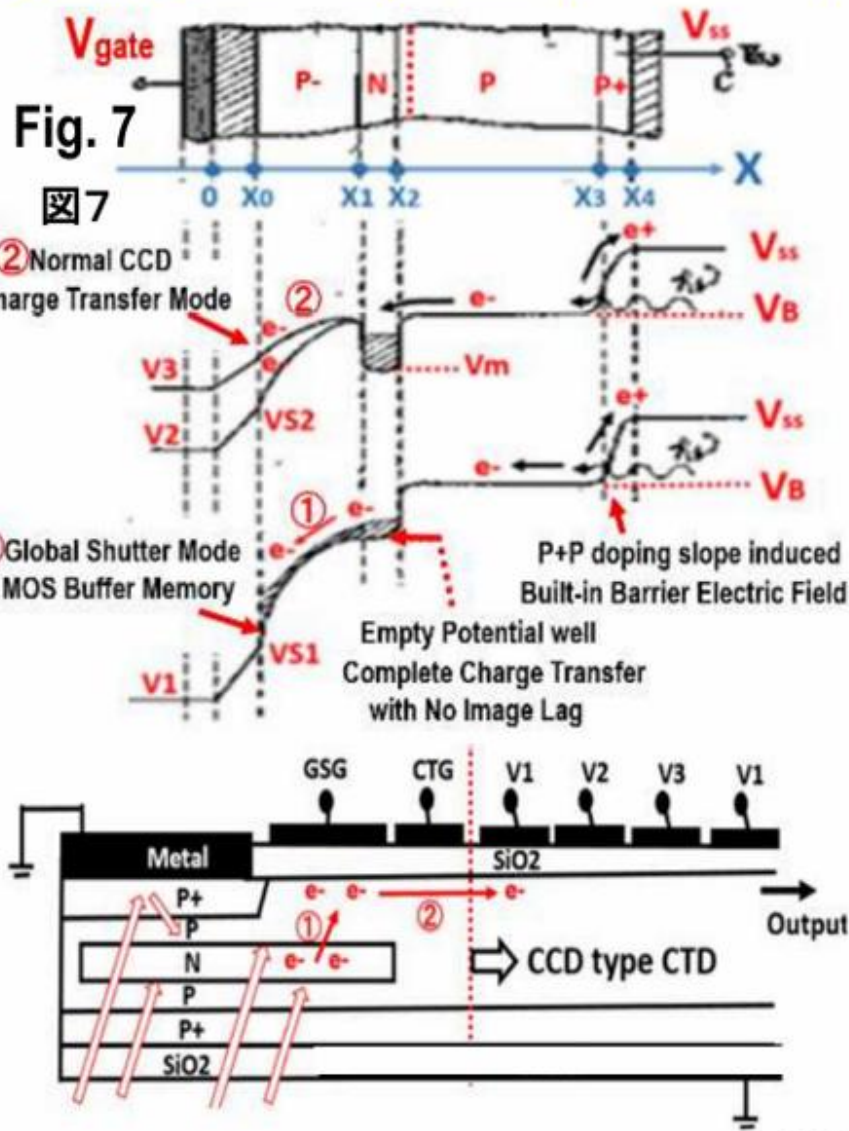 Vgate
P-
N
P
P+
Vss
Fig. 7
図7
0
X0
X1
X2
X3
X4
X
②Normal CCD
harge Transfer Mode
②
e-
e-
e-
e+
Vss
VB
V3
V2
VS2
Vm
①
e-
e-
e-
e+
Vss
VB
Global Shutter Mode
MOS Buffer Memory
V1
VS1
P+P doping slope induced
Built-in Barrier Electric Field
Empty Potential well
Complete Charge Transfer
with No Image Lag
GSG
CTG
V1
V2
V3
V1
Metal
SiO2
P+
e- e-
e-
①
②
Output
P
N
e- e-
CCD type CTD
P
P+
SiO2